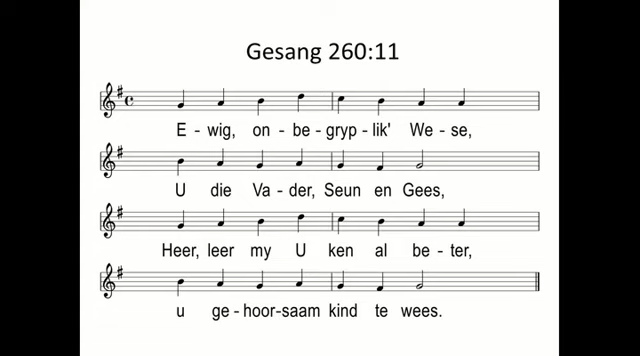 Gesang 260:11
E - wig, on - be - gryp - lik' We - se,
U die Va - der, Seun en Gees,
Heer, leer my U ken al be - ter,
u ge - hoor - saam kind te wees.